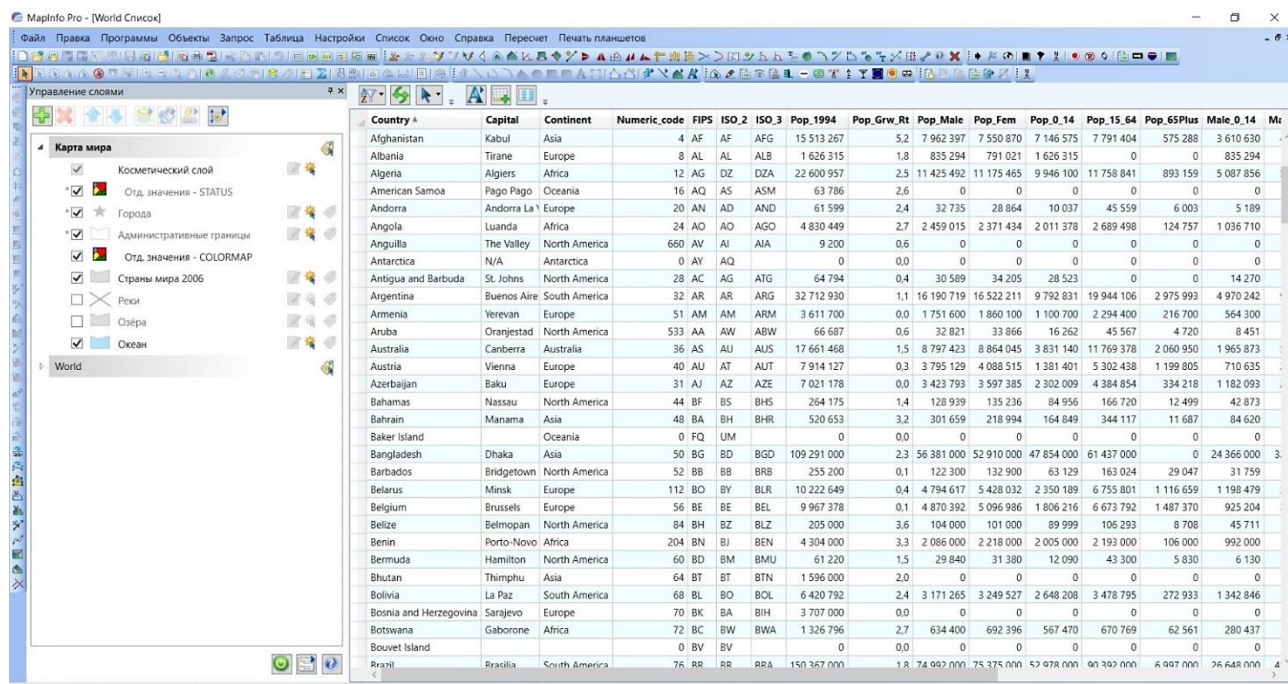 MapInfo Pro - [World Список]
Файл Правка Программы Объекты Запрос Таблица Настройки Список Окно Справка Пересчет Печать планшетов
Управление слоями
Карта мира
Косметический слой
Отд. значения - STATUS
Города
Административные границы
Отд. значения - COLORMAP
Страны мира 2006
Реки
Озёра
Океан
World
Country Capital Continent Numeric_code FIPS ISO_2 ISO_3 Pop_1994 Pop_Grw_Rt Pop_Male Pop_Fem Pop_0_14 Pop_15_64 Pop_65Plus Male_0_14 Ma
Afghanistan Kabul Asia 4 AF AF AFG 15 513 267 5,2 7 962 397 7 550 870 7 146 575 7 791 404 575 288 3 610 630
Albania Tirane Europe 8 AL AL ALB 1 626 315 1,8 835 294 791 021 1 626 315 0 0 835 294
Algeria Algiers Africa 12 AG DZ DZA 22 600 957 2,5 11 425 492 11 175 465 9 946 100 11 758 841 893 159 5 087 856
American Samoa Pago Pago Oceania 16 AQ AS ASM 63 786 2,6 0 0 0 0 0 0
Andorra Andorra La Europe 20 AN AD AND 61 599 2,4 32 735 28 864 10 037 45 559 6 003 5 189
Angola Luanda Africa 24 AO AO AGO 4 830 449 2,7 2 459 015 2 371 434 2 011 378 2 689 498 124 757 1 036 710
Anguilla The Valley North America 660 AV AI AIA 9 200 0,6 0 0 0 0 0 0
Antarctica N/A Antarctica 0 AY AQ 0 0,0 0 0 0 0 0 0
Antigua and Barbuda St. Johns North America 28 AC AG ATG 64 794 0,4 30 589 34 205 28 523 0 0 14 270
Argentina Buenos Aire South America 32 AR AR ARG 32 712 930 1,1 16 190 719 16 522 211 9 792 831 19 944 106 2 975 993 4 970 242
Armenia Yerevan Europe 51 AM AM ARM 3 611 700 0,0 1 751 600 1 860 100 1 100 700 2 294 400 216 700 564 300
Aruba Oranjestad North America 533 AA AW ABW 66 687 0,6 32 821 33 866 16 262 45 567 4 720 8 451
Australia Canberra Australia 36 AS AU AUS 17 661 468 1,5 8 797 423 8 864 045 3 831 140 11 769 378 2 060 950 1 965 873
Austria Vienna Europe 40 AU AT AUT 7 914 127 0,3 3 795 129 4 088 515 1 381 401 5 302 438 1 199 805 710 635
Azerbaijan Baku Europe 31 AJ AZ AZE 7 021 178 0,0 3 423 793 3 597 385 2 302 009 4 384 854 334 218 1 182 093
Bahamas Nassau North America 44 BF BS BHS 264 175 1,4 128 939 135 236 84 956 166 720 12 499 42 873
Bahrain Manama Asia 48 BA BH BHR 520 653 3,2 301 659 218 994 164 849 344 117 11 687 84 620
Baker Island Oceania 0 FQ UM 0 0,0 0 0 0 0 0 0
Bangladesh Dhaka Asia 50 BG BD BGD 109 291 000 2,3 56 381 000 52 910 000 47 854 000 61 437 000 0 24 366 000 3
Barbados Bridgetown North America 52 BB BB BRB 255 200 0,1 122 300 132 900 63 129 163 024 29 047 31 759
Belarus Minsk Europe 112 BO BY BLR 10 222 649 0,4 4 794 617 5 428 032 2 350 189 6 755 801 1 116 659 1 198 479
Belgium Brussels Europe 56 BE BE BEL 9 967 378 0,1 4 870 392 5 096 986 1 806 216 6 673 792 1 487 370 925 204
Belize Belmopan North America 84 BH BZ BLZ 205 000 3,6 104 000 101 000 89 999 106 293 8 708 45 711
Benin Porto-Novo Africa 204 BN BJ BEN 4 304 000 3,3 2 086 000 2 218 000 2 005 000 2 193 000 106 000 992 000
Bermuda Hamilton North America 60 BD BM BMU 61 220 1,5 29 840 31 380 12 090 43 300 5 830 6 130
Bhutan Thimphu Asia 64 BT BT BTN 1 596 000 2,0 0 0 0 0 0 0
Bolivia La Paz South America 68 BL BO BOL 6 420 792 2,4 3 171 265 3 249 527 2 648 208 3 478 795 272 933 1 342 846
Bosnia and Herzegovina Sarajevo Europe 70 BK BA BIH 3 707 000 0,0 0 0 0 0 0 0
Botswana Gaborone Africa 72 BC BW BWA 1 326 796 2,7 634 400 692 396 567 470 670 769 62 561 280 437
Bouvet Island 0 BV BV 0 0,0 0 0 0 0 0 0
Brazil Brasilia South America 76 BR BR BRA 150 367 000 1,8 74 992 000 75 375 000 52 978 000 90 392 000 6 997 000 26 648 000 4